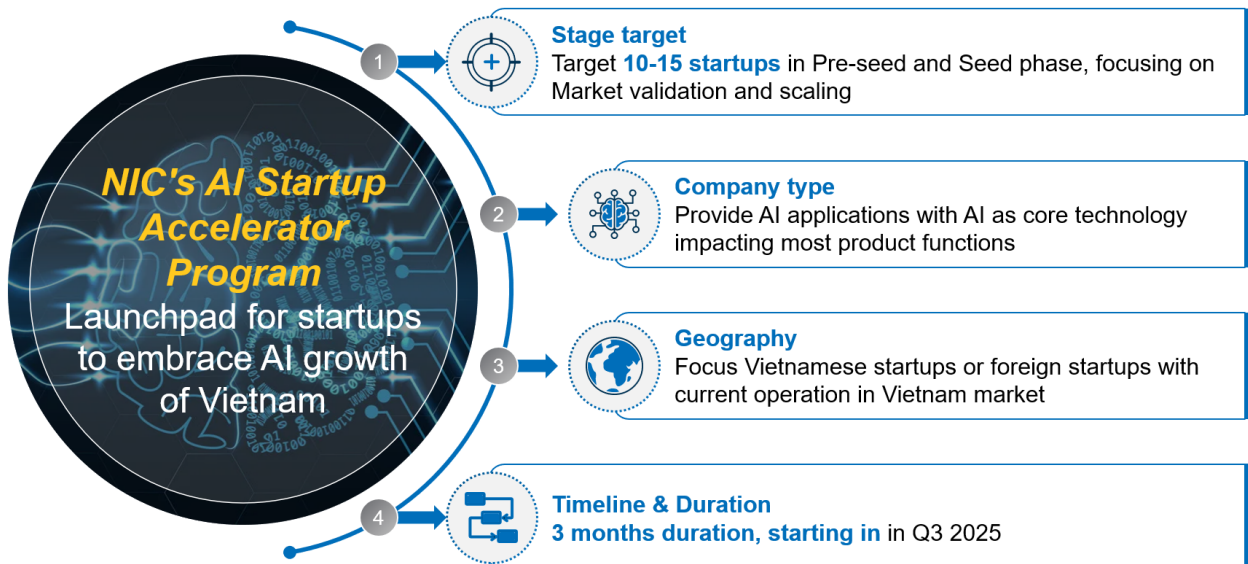 NIC's AI Startup
Accelerator
Program
Launchpad for startups
to embrace AI growth
of Vietnam
1
Stage target
Target 10-15 startups in Pre-seed and Seed phase, focusing on
Market validation and scaling
2
Company type
Provide AI applications with AI as core technology
impacting most product functions
3
Geography
Focus Vietnamese startups or foreign startups with
current operation in Vietnam market
4
Timeline & Duration
3 months duration, starting in in Q3 2025